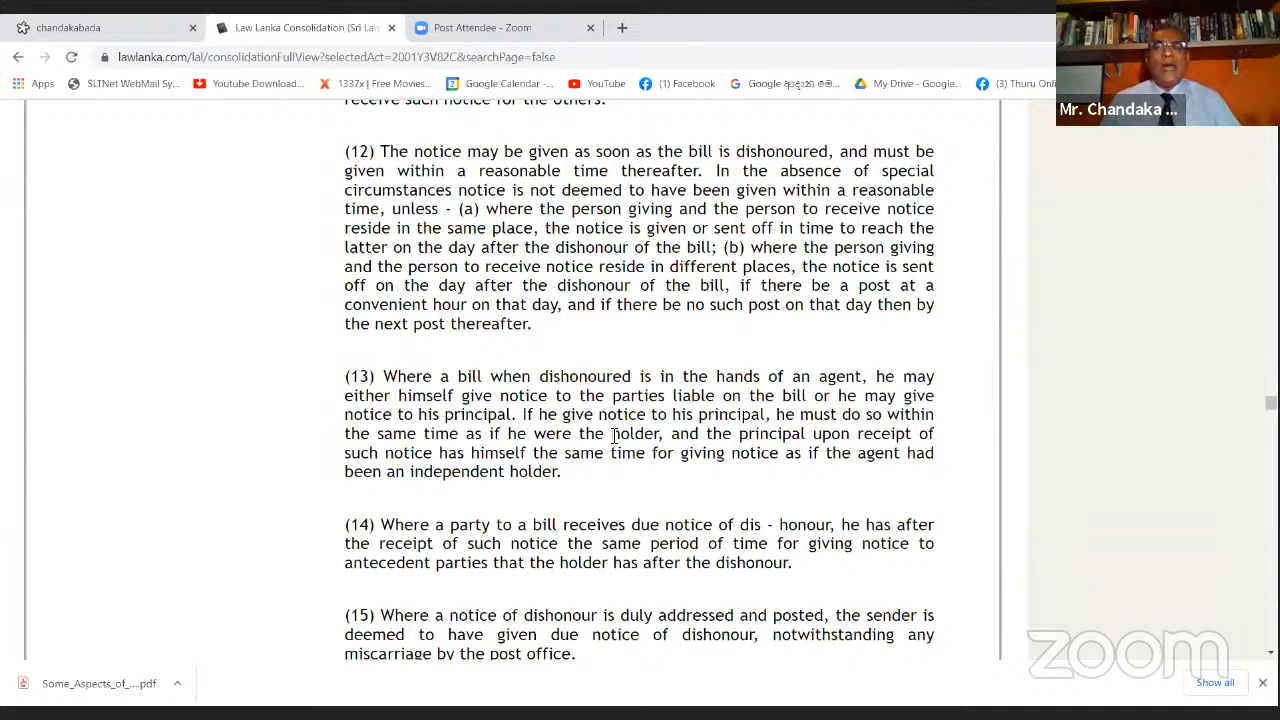 chandakabada
Law Lanka Consolidation (Sri Lan
Post Attendee - Zoom
lawlanka.com/lal/consolidationFullView?selectedAct=2001Y3V82C&searchPage=false
Apps
SLTNet WebMail Sy...
Youtube Download...
1337x | Free Movies...
Google Calendar -...
YouTube
(1) Facebook
My Drive - Google...
(3) Thuru Onl
Mr. Chandaka ...
receive such notice for the others.
(12) The notice may be given as soon as the bill is dishonoured, and must be
given within a reasonable time thereafter. In the absence of special
circumstances notice is not deemed to have been given within a reasonable
time, unless - (a) where the person giving and the person to receive notice
reside in the same place, the notice is given or sent off in time to reach the
latter on the day after the dishonour of the bill; (b) where the person giving
and the person to receive notice reside in different places, the notice is sent
off on the day after the dishonour of the bill, if there be a post at a
convenient hour on that day, and if there be no such post on that day then by
the next post thereafter.
(13) Where a bill when dishonoured is in the hands of an agent, he may
either himself give notice to the parties liable on the bill or he may give
notice to his principal. If he give notice to his principal, he must do so within
the same time as if he were the holder, and the principal upon receipt of
such notice has himself the same time for giving notice as if the agent had
been an independent holder.
(14) Where a party to a bill receives due notice of dis - honour, he has after
the receipt of such notice the same period of time for giving notice to
antecedent parties that the holder has after the dishonour.
(15) Where a notice of dishonour is duly addressed and posted, the sender is
deemed to have given due notice of dishonour, notwithstanding any
miscarriage by the post office.
zoom
Some_Aspects_of_....pdf
Show all